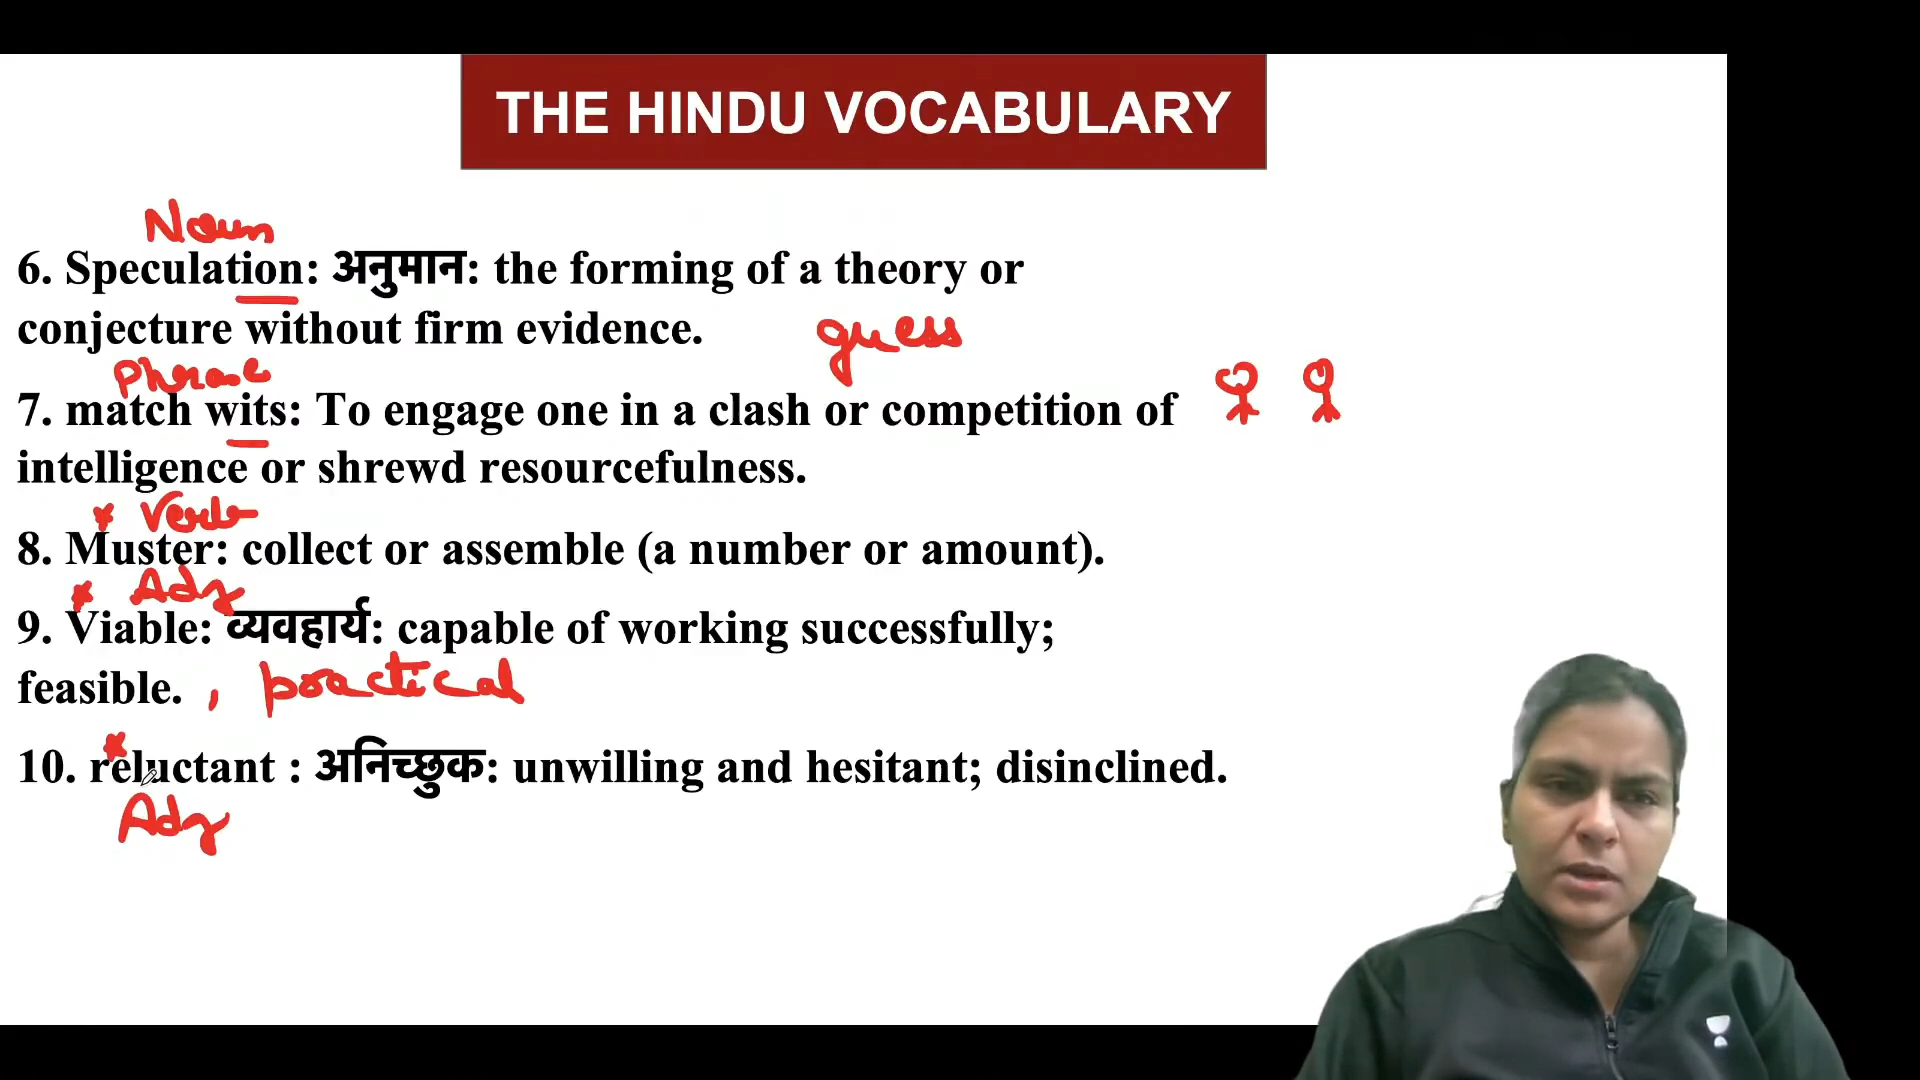 THE HINDU VOCABULARY
Noun
6. Speculation: अनुमान: the forming of a theory or
conjecture without firm evidence. guess
Phrase
7. match wits: To engage one in a clash or competition of
intelligence or shrewd resourcefulness.
* Verb
8. Muster: collect or assemble (a number or amount).
* Adj
9. Viable: व्यवहार्य: capable of working successfully;
feasible. , practical
*
10. reluctant : अनिच्छुक: unwilling and hesitant; disinclined.
Adj